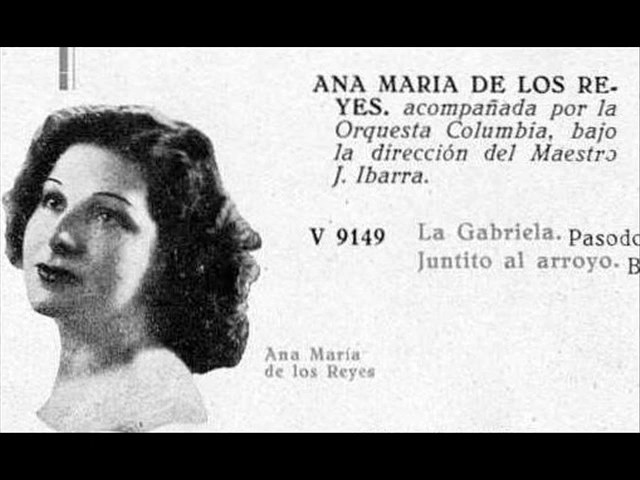 ANA MARIA DE LOS RE-
YES. acompañada por la
Orquesta Columbia, bajo
la dirección del Maestro
J. Ibarra.
V 9149 La Gabriela. Pasodo
Juntito al arroyo. B
Ana María
de los Reyes